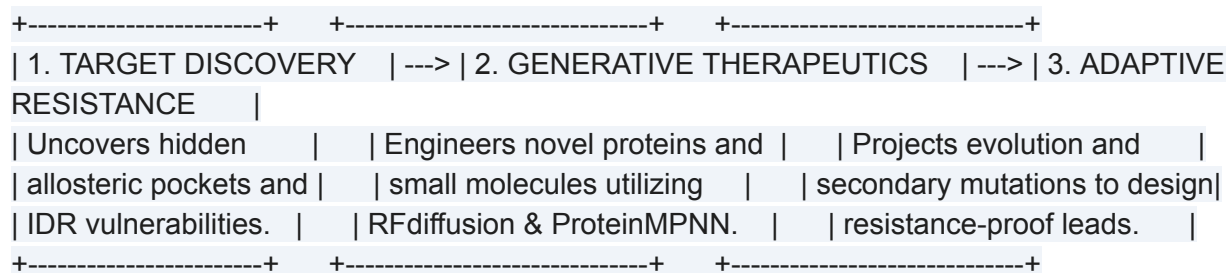 +-----------------------+ +------------------------------+ +-----------------------------+
| 1. TARGET DISCOVERY | ---> | 2. GENERATIVE THERAPEUTICS | ---> | 3. ADAPTIVE
RESISTANCE |
| Uncovers hidden | | Engineers novel proteins and | | Projects evolution and |
| allosteric pockets and | | small molecules utilizing | | secondary mutations to design|
| IDR vulnerabilities. | | RFdiffusion & ProteinMPNN. | | resistance-proof leads. |
+-----------------------+ +------------------------------+ +-----------------------------+